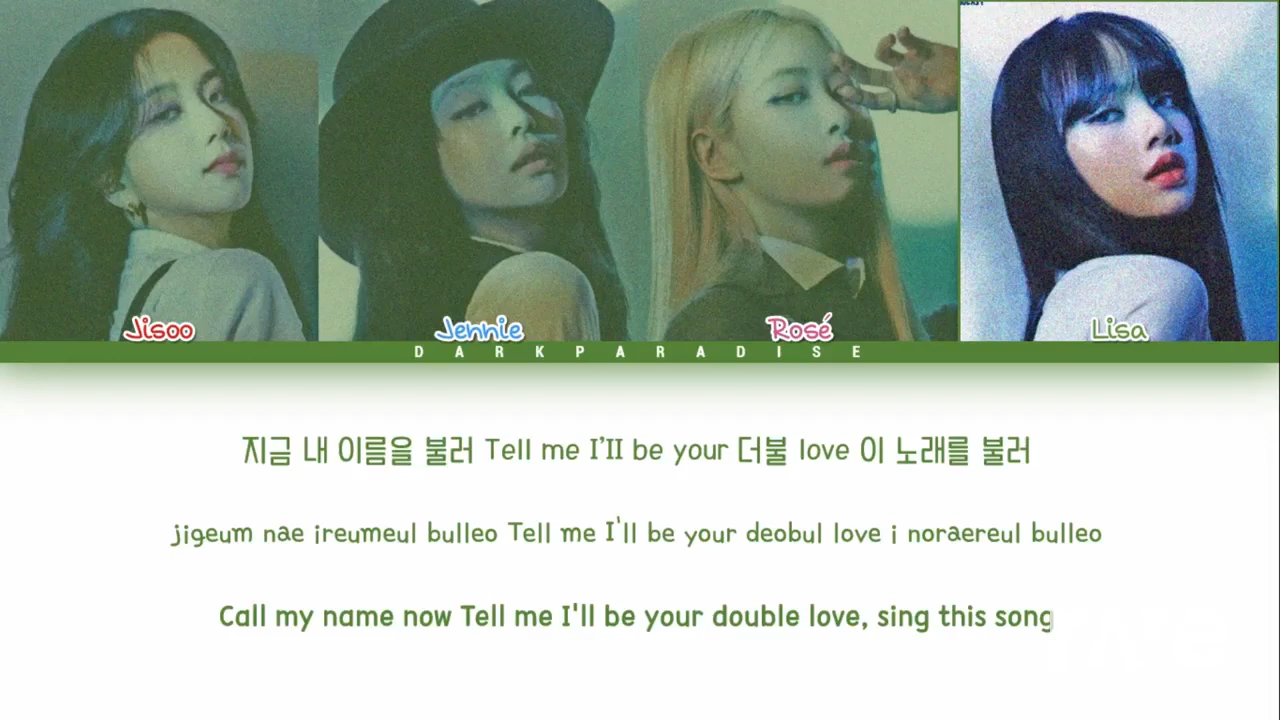 Jisoo Jennie Rosé Lisa
DARKPARADISE
지금 내 이름을 불러 Tell me I’II be your 더불 love 이 노래를 불러
jigeum nae ireumeul bulleo Tell me I'll be your deobul love i noraereul bulleo
Call my name now Tell me I'll be your double love, sing this song